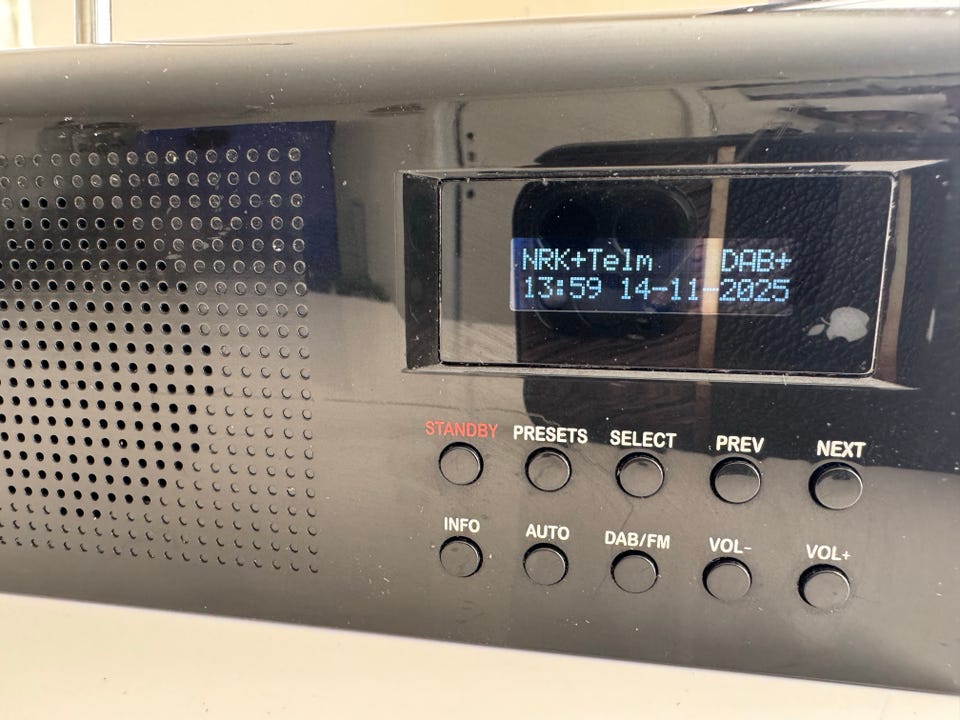 NRK+Telm DAB+
13:59 14-11-2025
STANDBY PRESETS SELECT PREV NEXT
INFO AUTO DAB/FM VOL- VOL+